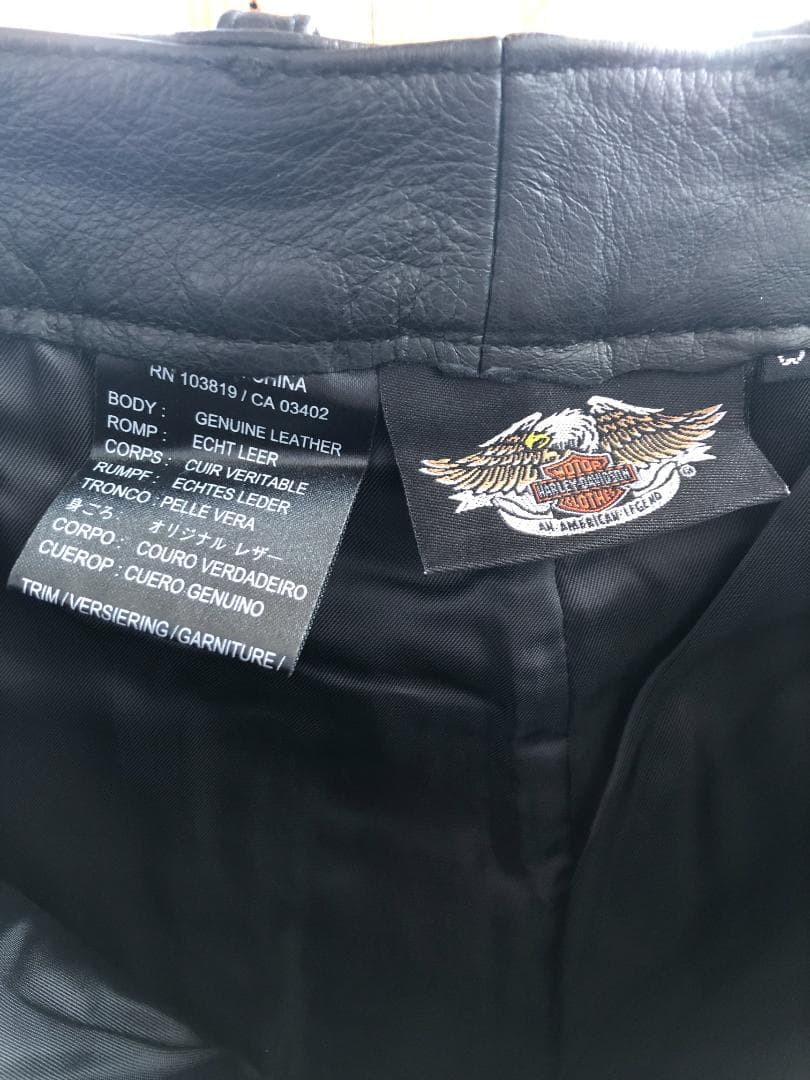 CHINA
RN 103819 / CA 03402
BODY : GENUINE LEATHER
ROMP : ECHT LEER
CORPS : CUIR VERITABLE
RUMPF : ECHTES LEDER
TRONCO : PELLE VERA
身ごろ : オリジナル レザー
CORPO : COURO VERDADEIRO
CUEROP : CUERO GENUINO
TRIM / VERSIERING / GARNITURE /
MOTOR
HARLEY-DAVIDSON
CLOTHES
®
AN AMERICAN LEGEND